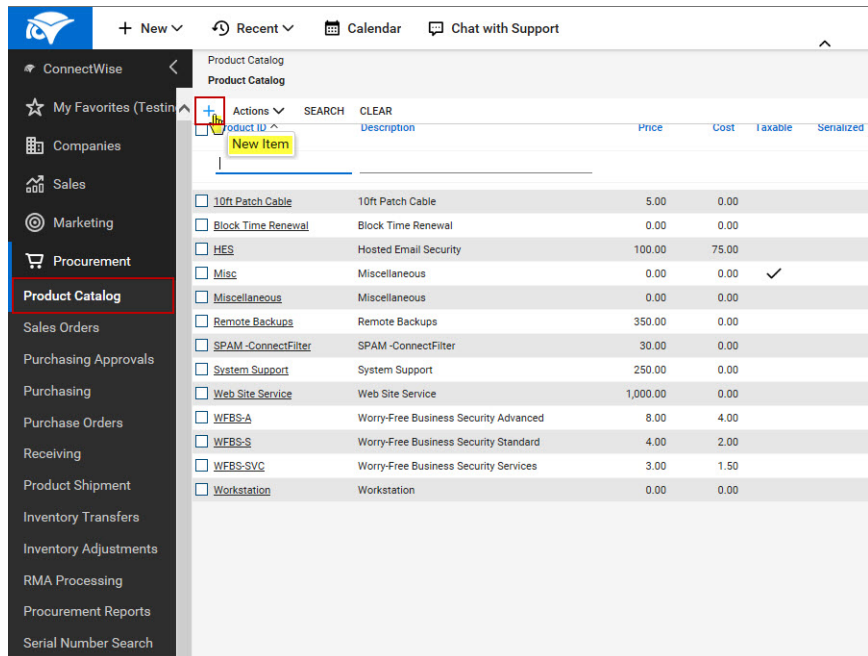 + New Recent Calendar Chat with Support
ConnectWise
My Favorites (Testin
Companies
Sales
Marketing
Procurement
Product Catalog
Sales Orders
Purchasing Approvals
Purchasing
Purchase Orders
Receiving
Product Shipment
Inventory Transfers
Inventory Adjustments
RMA Processing
Procurement Reports
Serial Number Search
Product Catalog
Product Catalog
+ Actions SEARCH CLEAR
Product ID Description Price Cost Taxable Serialized
New Item
10ft Patch Cable 10ft Patch Cable 5.00 0.00
Block Time Renewal Block Time Renewal 0.00 0.00
HES Hosted Email Security 100.00 75.00
Misc Miscellaneous 0.00 0.00 ✓
Miscellaneous Miscellaneous 0.00 0.00
Remote Backups Remote Backups 350.00 0.00
SPAM -ConnectFilter SPAM -ConnectFilter 30.00 0.00
System Support System Support 250.00 0.00
Web Site Service Web Site Service 1,000.00 0.00
WFBS-A Worry-Free Business Security Advanced 8.00 4.00
WFBS-S Worry-Free Business Security Standard 4.00 2.00
WFBS-SVC Worry-Free Business Security Services 3.00 1.50
Workstation Workstation 0.00 0.00